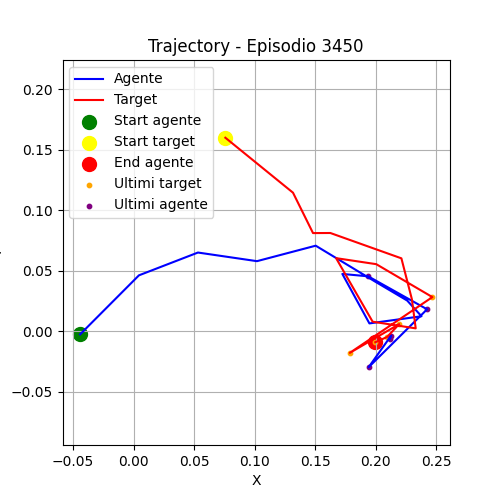 Trajectory - Episodio 3450
Agente
Target
Start agente
Start target
End agente
Ultimi target
Ultimi agente
0.20
0.15
0.10
0.05
0.00
−0.05
−0.05
0.00
0.05
0.10
0.15
0.20
0.25
X